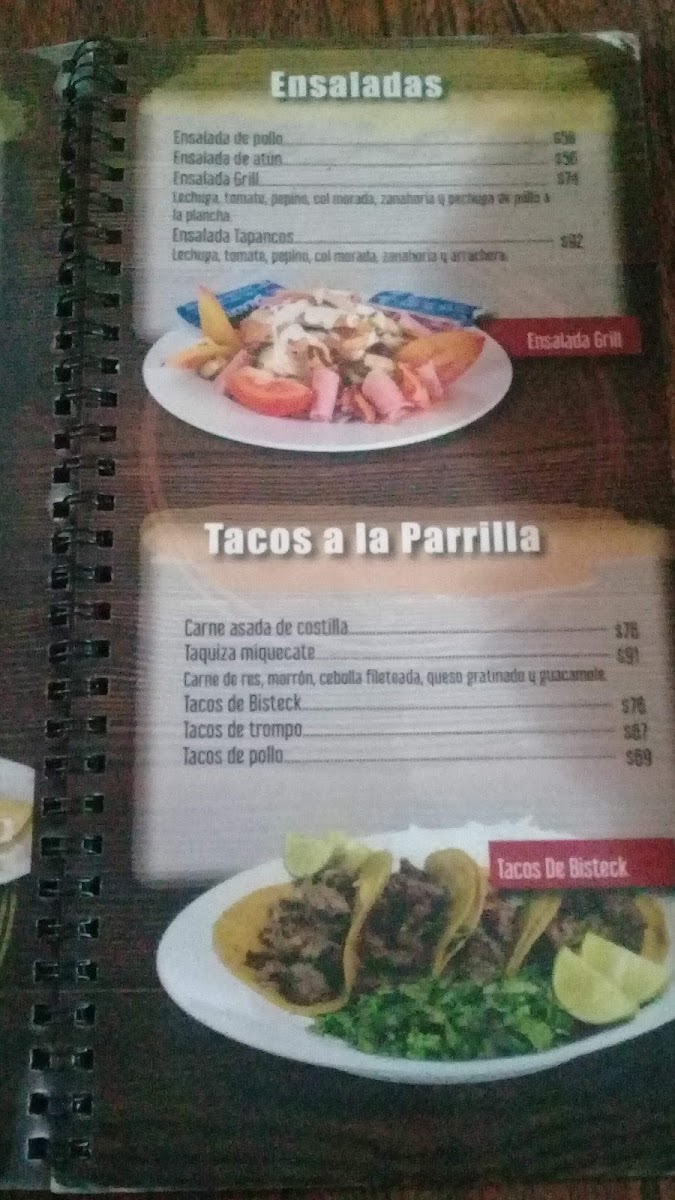 Ensaladas
Ensalada de pollo $56
Ensalada de atún $56
Ensalada Grill $74
Lechuga, tomate, pepino, col morada, zanahoria y pechuga de pollo a
la plancha.
Ensalada Tapancos $92
Lechuga, tomate, pepino, col morada, zanahoria y arrachera.
Ensalada Grill
Tacos a la Parrilla
Carne asada de costilla $76
Taquiza miquecate $91
Carne de res, morrón, cebolla fileteada, queso gratinado y guacamole.
Tacos de Bisteck $76
Tacos de trompo $67
Tacos de pollo $69
Tacos De Bisteck